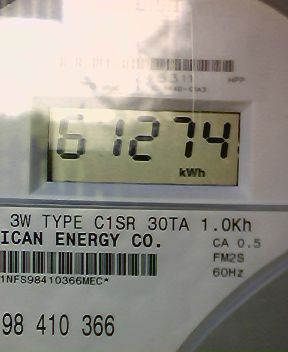 HPP
61274
kWh
3W TYPE C1SR 30TA 1.0Kh
ICAN ENERGY CO.
CA 0.5
FM2S
1NFS98410366MEC*
60Hz
98 410 366